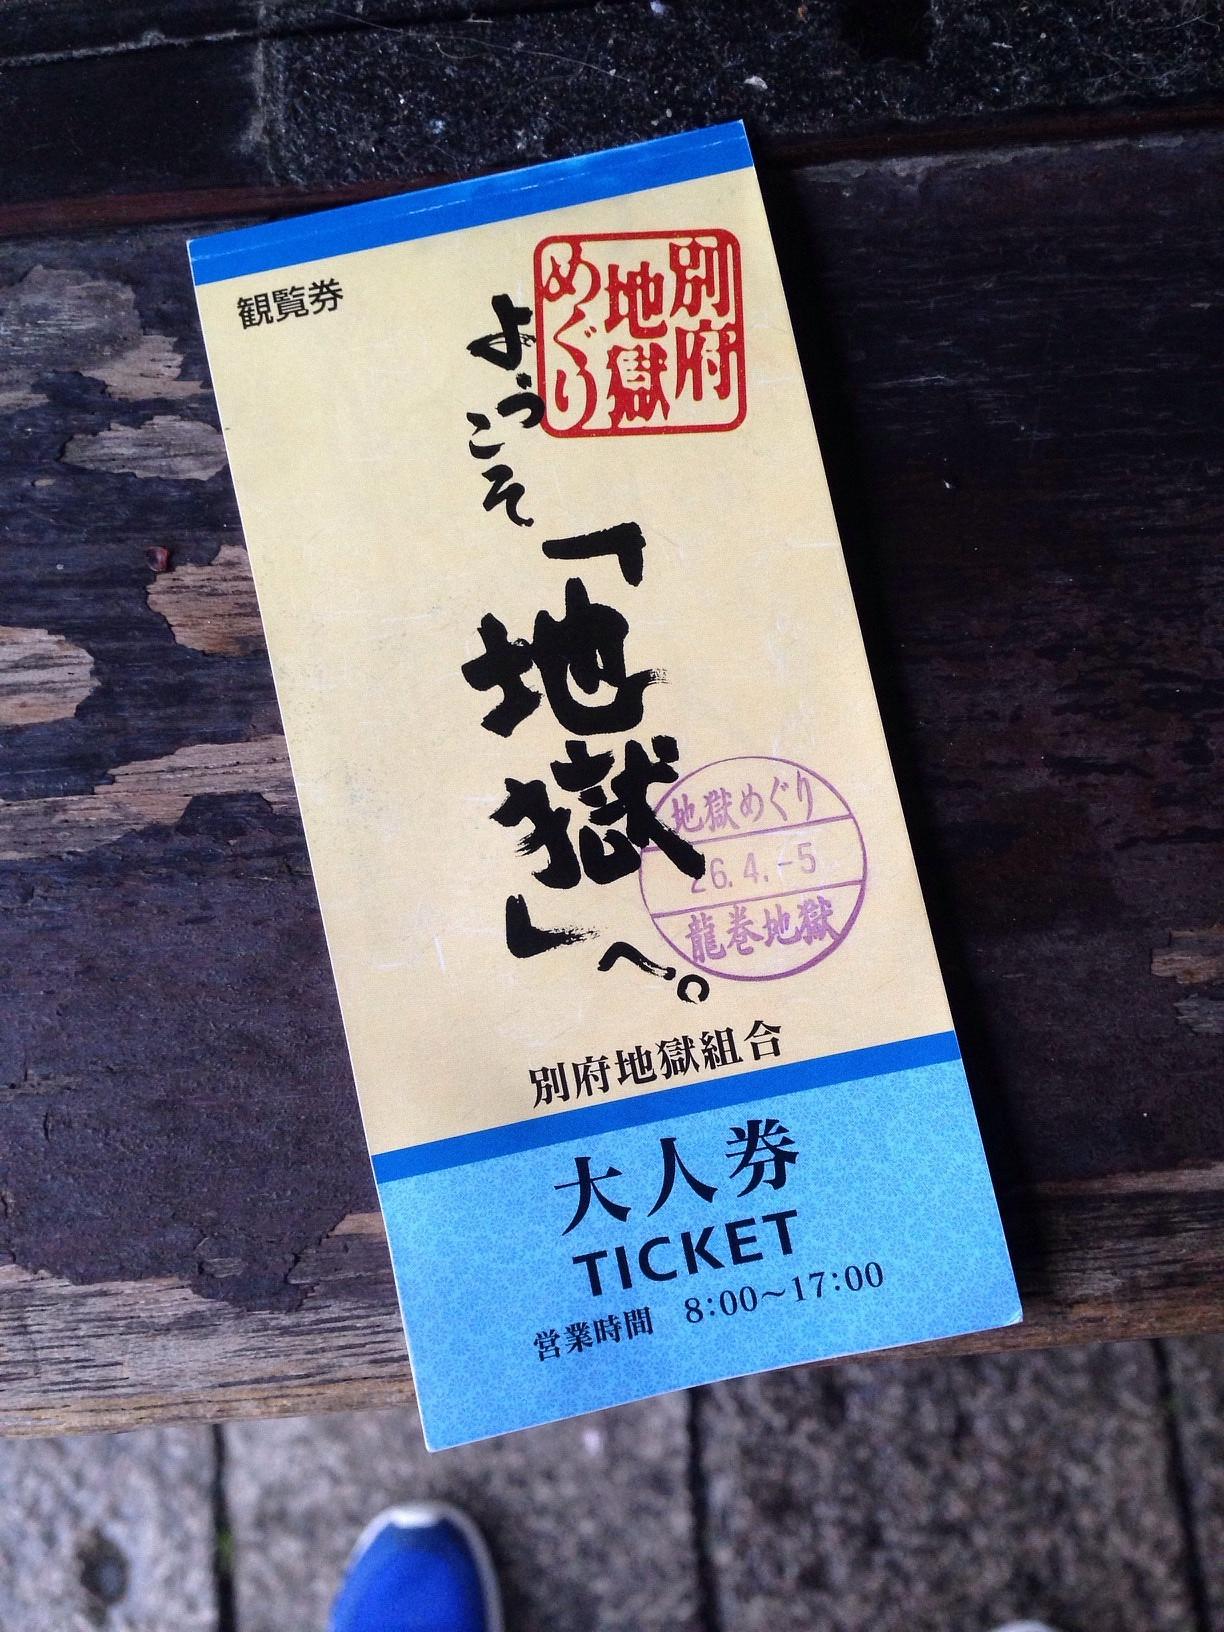 観覧券
別府
地獄
めぐり
ようこそ
「地獄」へ。
地獄めぐり
26.4.-5
龍巻地獄
別府地獄組合
大人券
TICKET
営業時間 8:00～17:00